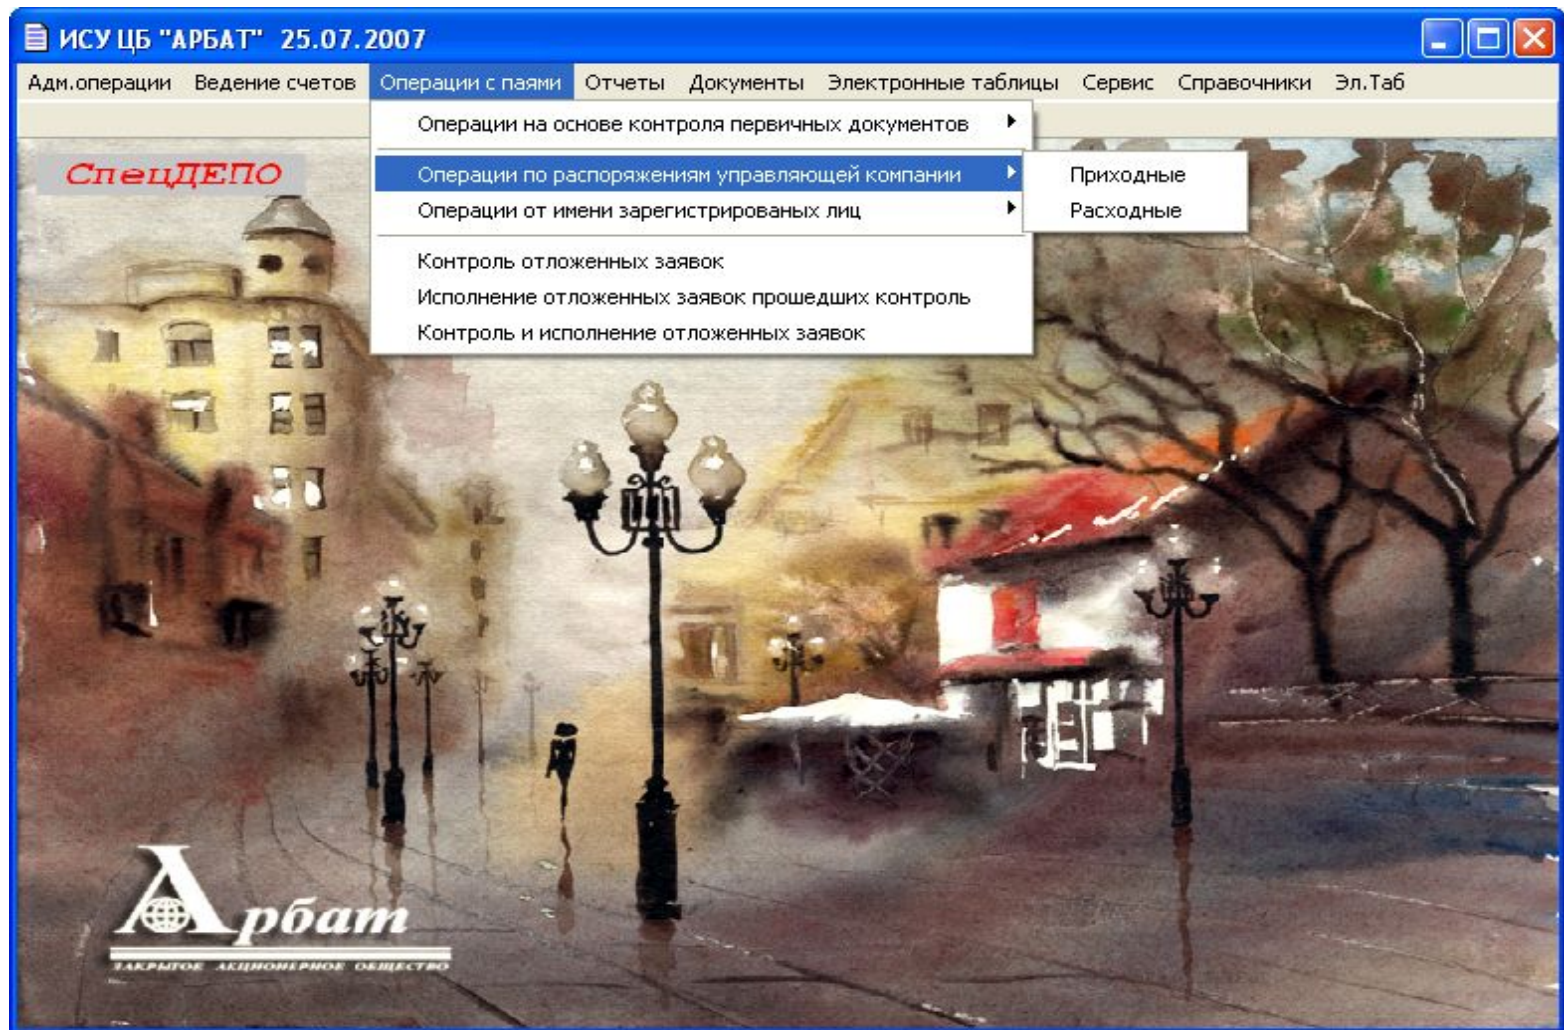 ИСУ ЦБ "АРБАТ" 25.07.2007
Адм.операции Ведение счетов Операции с паями Отчеты Документы Электронные таблицы Сервис Справочники Эл.Таб
Операции на основе контроля первичных документов
СпецДЕПО
Операции по распоряжениям управляющей компании
Приходные
Операции от имени зарегистрированых лиц
Расходные
Контроль отложенных заявок
Исполнение отложенных заявок прошедших контроль
Контроль и исполнение отложенных заявок
Арбат
ЗАКРЫТОЕ АКЦИОНЕРНОЕ ОБЩЕСТВО